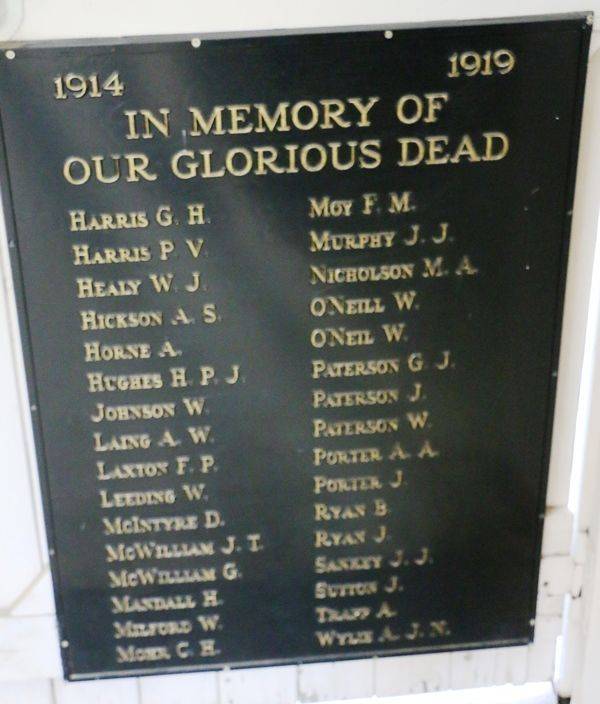 1914 1919
IN MEMORY OF
OUR GLORIOUS DEAD
HARRIS G. H.
HARRIS P. V.
HEALY W. J.
HICKSON A. S.
HORNE A.
HUGHES H. P. J.
JOHNSON W.
LAING A. W.
LAXTON F. P.
LEEDING W.
MCINTYRE D.
MCWILLIAM J. T.
MCWILLIAM G.
MANDALL H.
MILFORD W.
MOHR C. H.
MOY F. M.
MURPHY J. J.
NICHOLSON M. A.
O'NEILL W.
O'NEIL W.
PATERSON G. J.
PATERSON J.
PATERSON W.
PORTER A. A.
PORTER J.
RYAN B.
RYAN J.
SANKEY J. J.
SUTTON J.
TRAPP A.
WYLIE A. J. N.